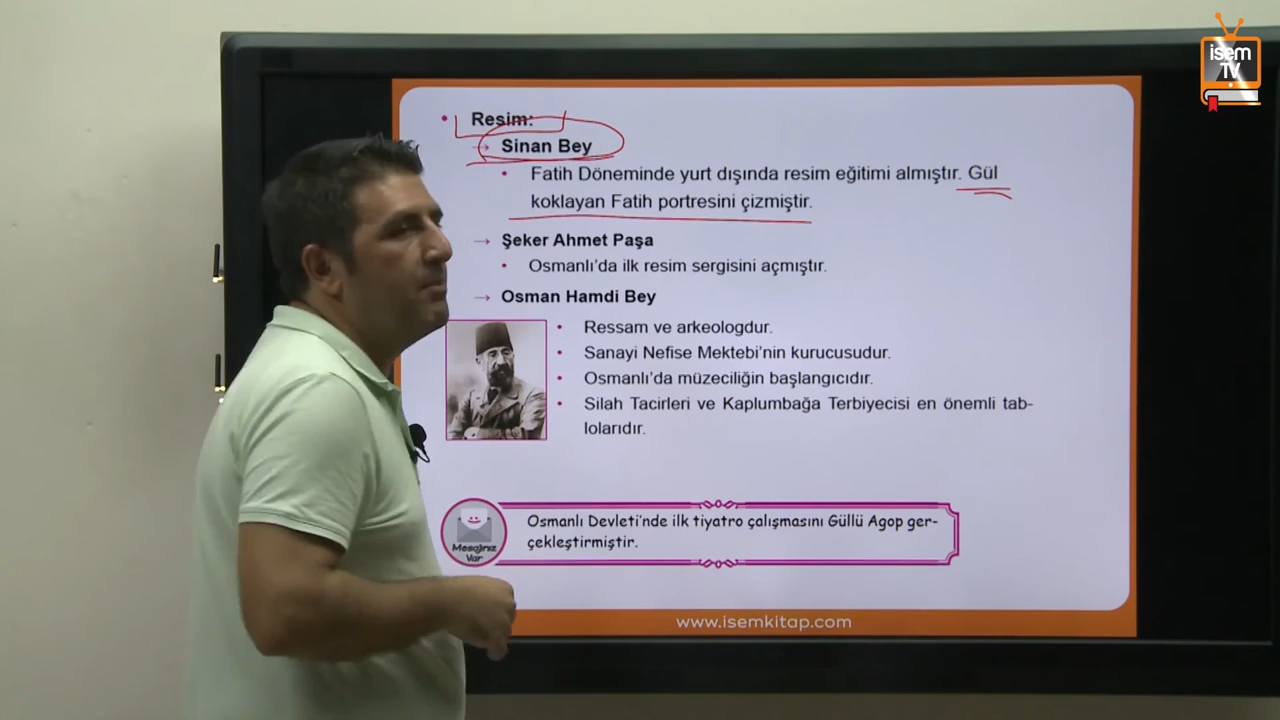 isem
TV
• Resim:
→ Sinan Bey
• Fatih Döneminde yurt dışında resim eğitimi almıştır. Gül
koklayan Fatih portresini çizmiştir.
→ Şeker Ahmet Paşa
• Osmanlı'da ilk resim sergisini açmıştır.
→ Osman Hamdi Bey
• Ressam ve arkeologdur.
• Sanayi Nefise Mektebi'nin kurucusudur.
• Osmanlı'da müzeciliğin başlangıcıdır.
• Silah Tacirleri ve Kaplumbağa Terbiyecisi en önemli tab-
lolarıdır.
Mesajınız
Var
Osmanlı Devleti'nde ilk tiyatro çalışmasını Güllü Agop ger-
çekleştirmiştir.
www.isemkitap.com